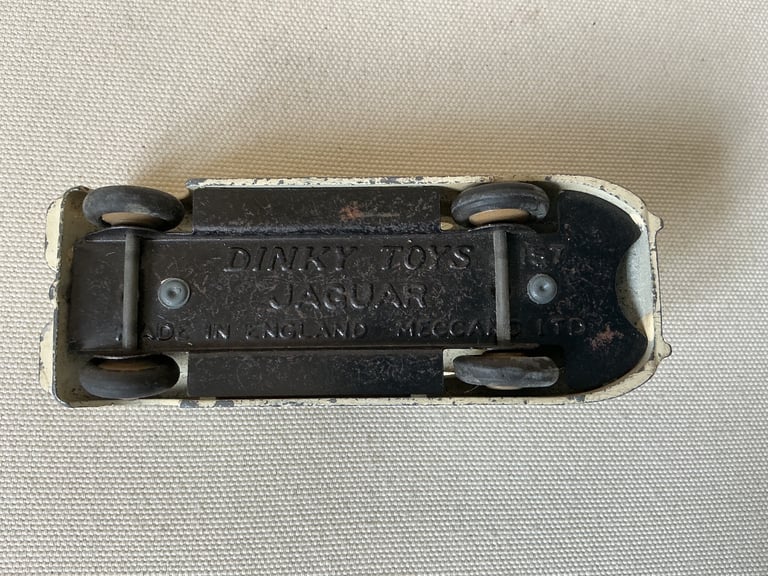 DINKY TOYS 157
JAGUAR
MADE IN ENGLAND MECCANO LTD